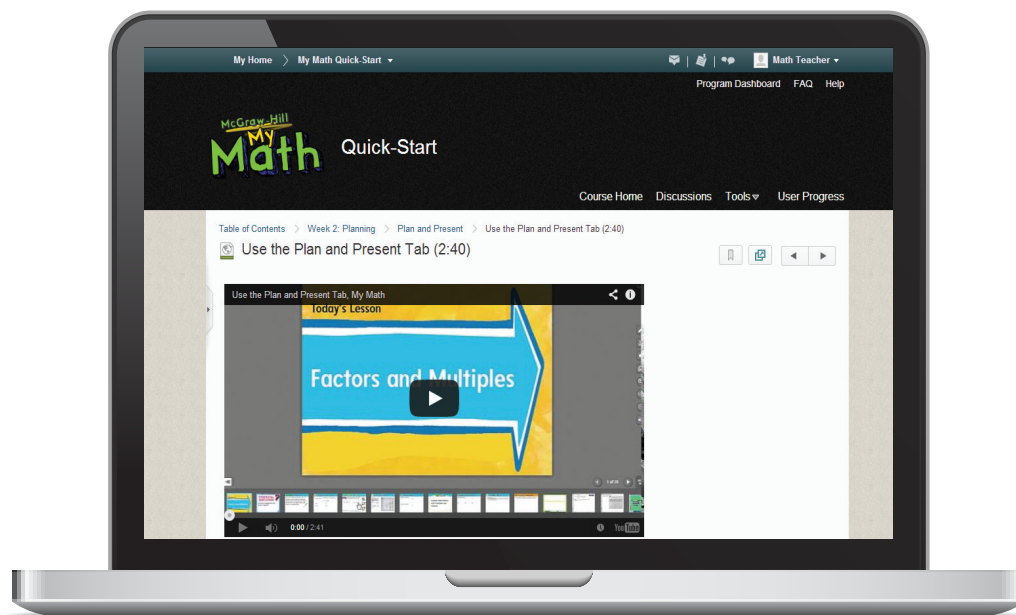 My Home > My Math Quick-Start Math Teacher
Program Dashboard FAQ Help
McGraw-Hill
My
Math
Quick-Start
Course Home Discussions Tools User Progress
Table of Contents > Week 2: Planning > Plan and Present > Use the Plan and Present Tab (2:40)
Use the Plan and Present Tab (2:40)
Use the Plan and Present Tab, My Math
Today's Lesson
Factors and Multiples
0:00 / 2:41 YouTube